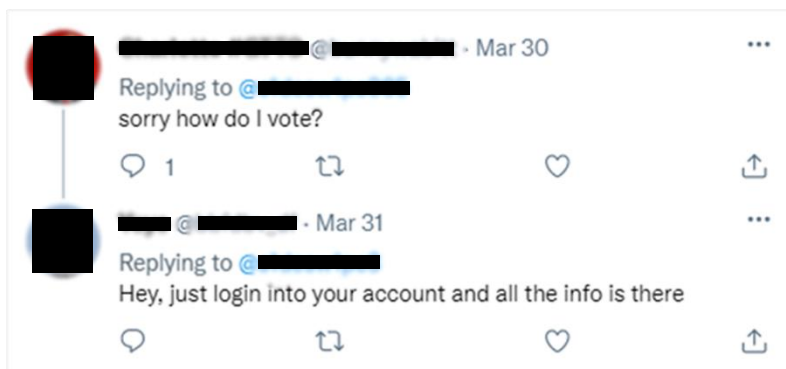 @ · Mar 30
Replying to @
sorry how do I vote?
1
@ · Mar 31
Replying to @
Hey, just login into your account and all the info is there